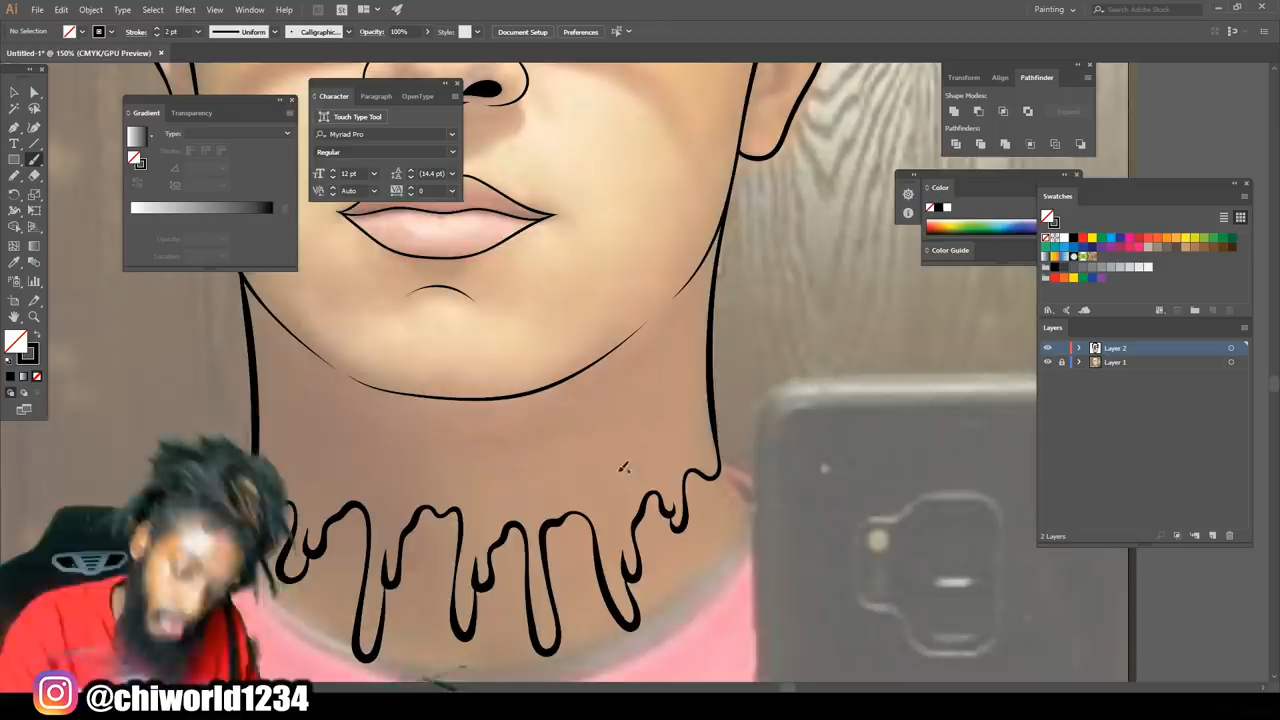 Ai File Edit Object Type Select Effect View Window Help St Painting Search Adobe Stock
No Selection Stroke: 2 pt Uniform Calligraphic... Opacity: 100% Style: Document Setup Preferences
Untitled-1* @ 150% (CMYK/GPU Preview)
Gradient Transparency
Type:
Stroke:
Opacity:
Location:
Character Paragraph OpenType
Touch Type Tool
Myriad Pro
Regular
12 pt (14.4 pt)
Auto 0
Transform Align Pathfinder
Shape Modes:
Expand
Pathfinders:
Color
Color Guide
Swatches
Layers
Layer 2
Layer 1
2 Layers
@chiworld1234